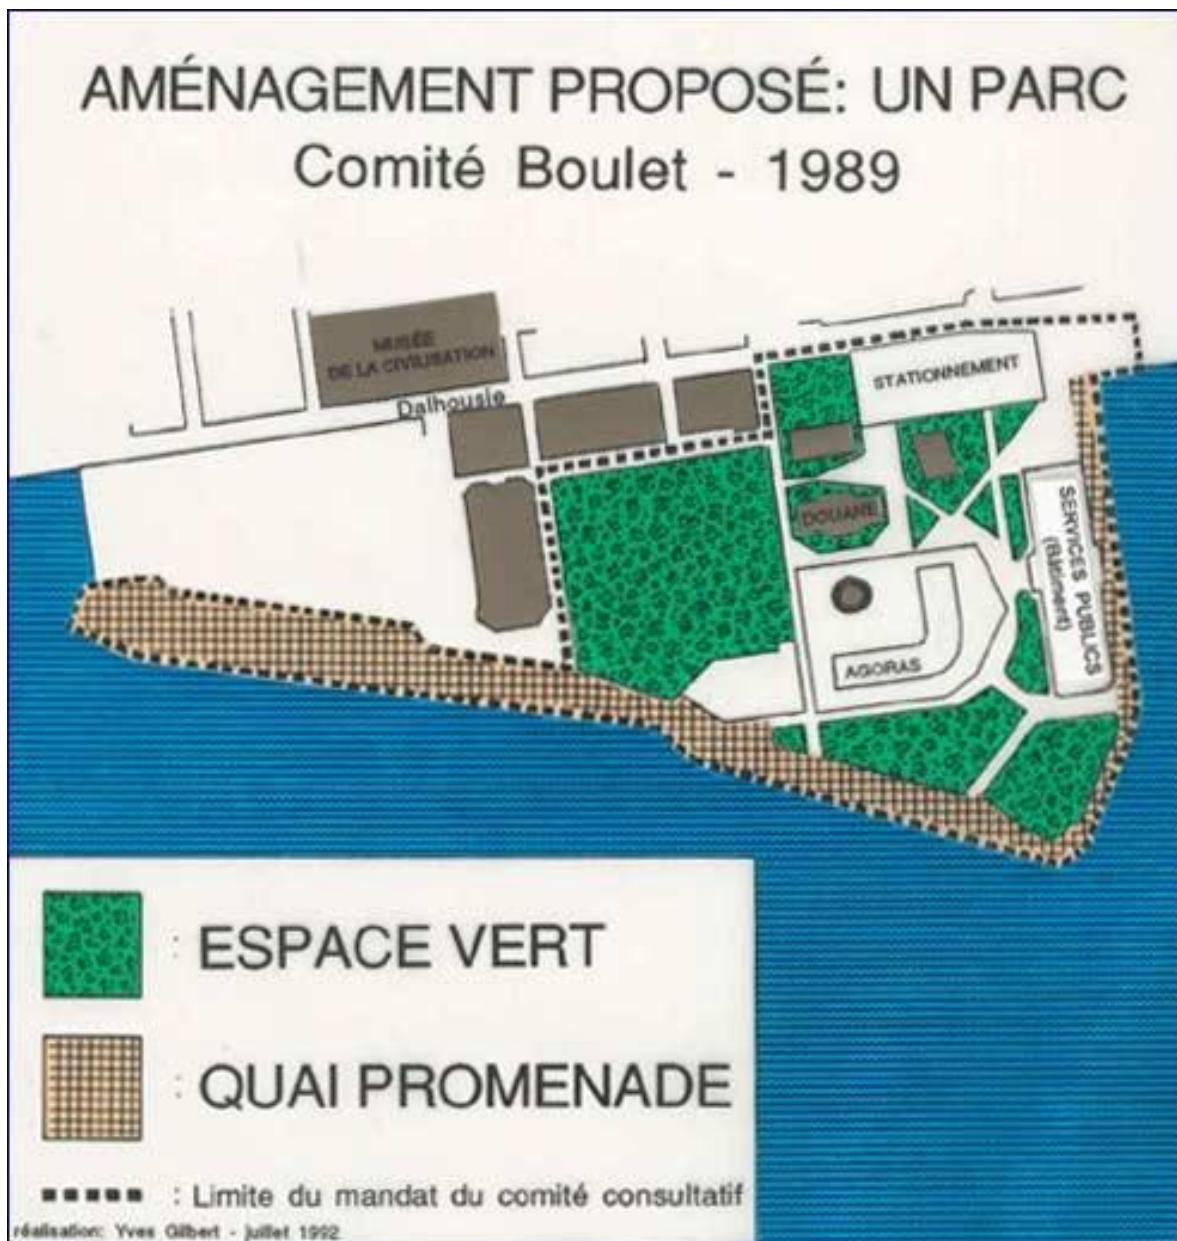 AMÉNAGEMENT PROPOSÉ: UN PARC
Comité Boulet - 1989
MUSÉE
DE LA CIVILISATION
Dalhousie
STATIONNEMENT
DOUANE
SERVICES PUBLICS
(Bâtiment)
AGORAS
: ESPACE VERT
: QUAI PROMENADE
: Limite du mandat du comité consultatif
réalisation: Yves Gilbert - juillet 1992